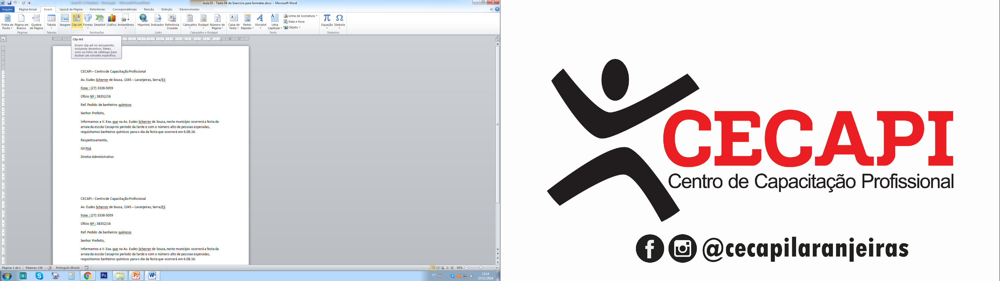 Aula 03 - Texto 04 do Exercício para formatar.docx - Microsoft Word
Arquivo Página Inicial Inserir Layout da Página Referências Correspondências Revisão Exibição Desenvolvedor
Folha de Rosto
Página em Branco
Quebra de Página
Tabela
Imagem
Clip-Art
Formas
SmartArt
Gráfico
Instantâneo
Hiperlink
Indicador
Referência Cruzada
Cabeçalho
Rodapé
Número de Página
Caixa de Texto
Partes Rápidas
WordArt
Letra Capitular
Linha de Assinatura
Data e Hora
Objeto
Equação
Símbolo
Páginas Tabelas Ilustrações Links Cabeçalho e Rodapé Texto Símbolos
Clip-Art
Inserir clip-art no documento,
incluindo desenhos, filmes,
sons ou fotos de catálogo para
ilustrar um conceito específico.
CECAPI – Centro de Capacitação Profissional
Av. Eudes Scherrer de Souza, 1345 – Laranjeiras, Serra/ES
Fone : (27) 3338-5059
Ofício Nº : 38352/16
Ref. Pedido de banheiros químicos
Senhor Prefeito,
Informamos a V. Exa. que na Av. Eudes Scherrer de Souza, neste município ocorrerá a festa da
arraia da escola Cecapi no período da tarde e com o número alto de pessoas esperadas,
requisitamos banheiros químicos para o dia da festa que ocorrerá em 6.08.16.
Respeitosamente,
Gil Pisk
Diretor Administrativo
CECAPI – Centro de Capacitação Profissional
Av. Eudes Scherrer de Souza, 1345 – Laranjeiras, Serra/ES
Fone : (27) 3338-5059
Ofício Nº : 38352/16
Ref. Pedido de banheiros químicos
Senhor Prefeito,
Informamos a V. Exa. que na Av. Eudes Scherrer de Souza, neste município ocorrerá a festa da
arraia da escola Cecapi no período da tarde e com o número alto de pessoas esperadas,
requisitamos banheiros químicos para o dia da festa que ocorrerá em 6.08.16.
Página: 1 de 1 Palavras: 156 Português (Brasil) 95%
PT 13:14
27/11/2018
CECAPI
Centro de Capacitação Profissional
@cecapilaranjeiras